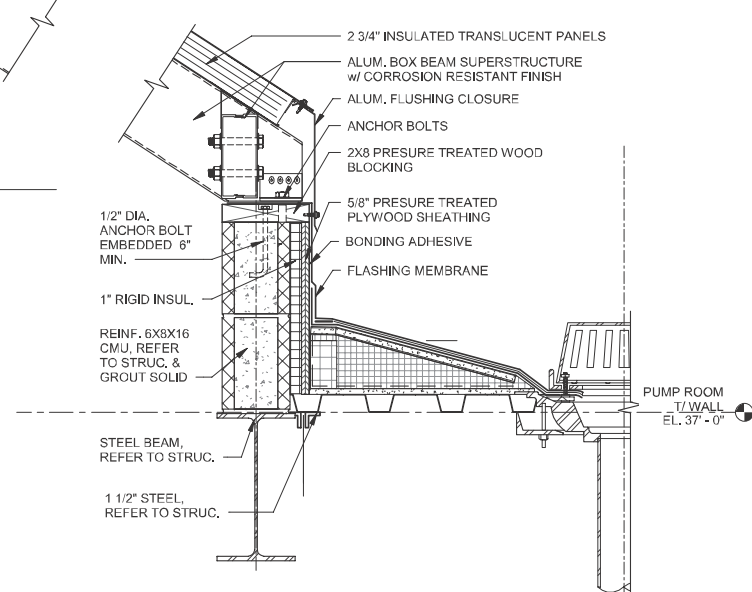 2 3/4" INSULATED TRANSLUCENT PANELS
ALUM. BOX BEAM SUPERSTRUCTURE
w/ CORROSION RESISTANT FINISH
ALUM. FLUSHING CLOSURE
ANCHOR BOLTS
2X8 PRESURE TREATED WOOD
BLOCKING
5/8" PRESURE TREATED
PLYWOOD SHEATHING
BONDING ADHESIVE
FLASHING MEMBRANE
1/2" DIA.
ANCHOR BOLT
EMBEDDED 6"
MIN.
1" RIGID INSUL.
REINF. 6X8X16
CMU, REFER
TO STRUC. &
GROUT SOLID
STEEL BEAM,
REFER TO STRUC.
1 1/2" STEEL,
REFER TO STRUC.
PUMP ROOM
T/ WALL
EL. 37' - 0"